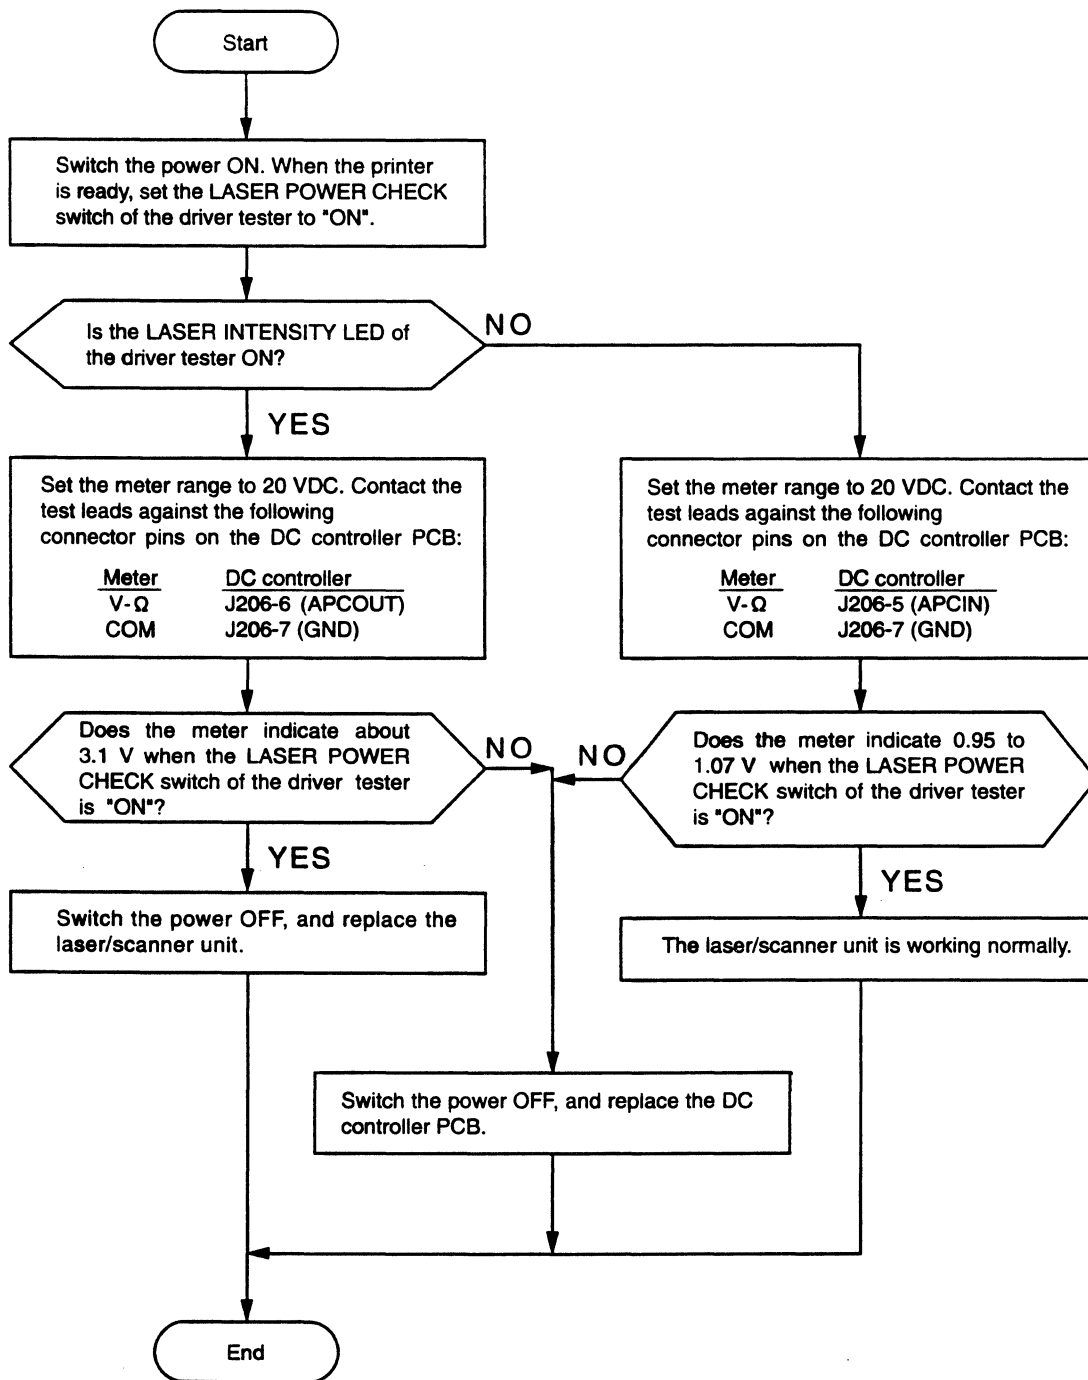 Start
Switch the power ON. When the printer
is ready, set the LASER POWER CHECK
switch of the driver tester to "ON".
Is the LASER INTENSITY LED of
the driver tester ON?
NO
YES
Set the meter range to 20 VDC. Contact the
test leads against the following
connector pins on the DC controller PCB:
Meter DC controller
V-Ω J206-6 (APCOUT)
COM J206-7 (GND)
Set the meter range to 20 VDC. Contact the
test leads against the following
connector pins on the DC controller PCB:
Meter DC controller
V-Ω J206-5 (APCIN)
COM J206-7 (GND)
Does the meter indicate about
3.1 V when the LASER POWER
CHECK switch of the driver tester
is "ON"?
NO
NO
Does the meter indicate 0.95 to
1.07 V when the LASER POWER
CHECK switch of the driver tester
is "ON"?
YES
YES
Switch the power OFF, and replace the
laser/scanner unit.
The laser/scanner unit is working normally.
Switch the power OFF, and replace the DC
controller PCB.
End